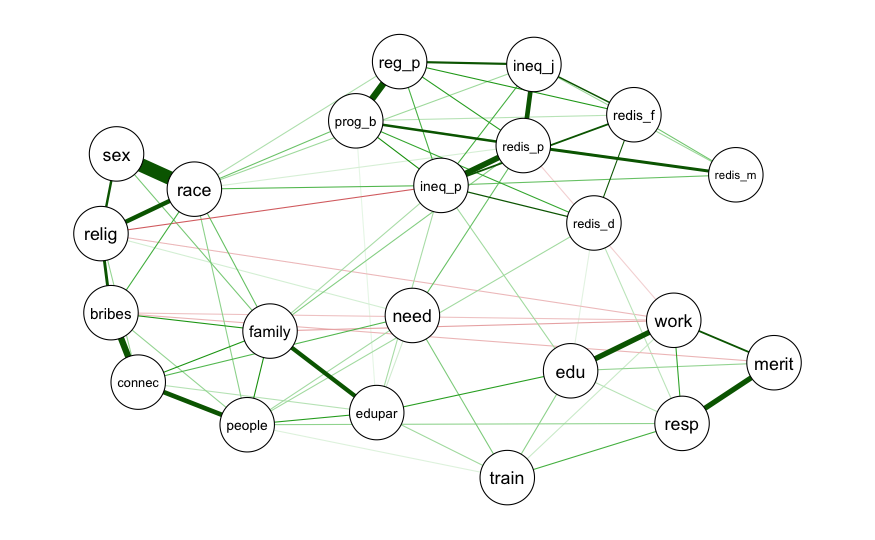 reg_p
ineq_j
prog_b
redis_f
sex
redis_p
race
ineq_p
redis_m
relig
redis_d
bribes
family
need
work
connec
edu
merit
people
edupar
resp
train